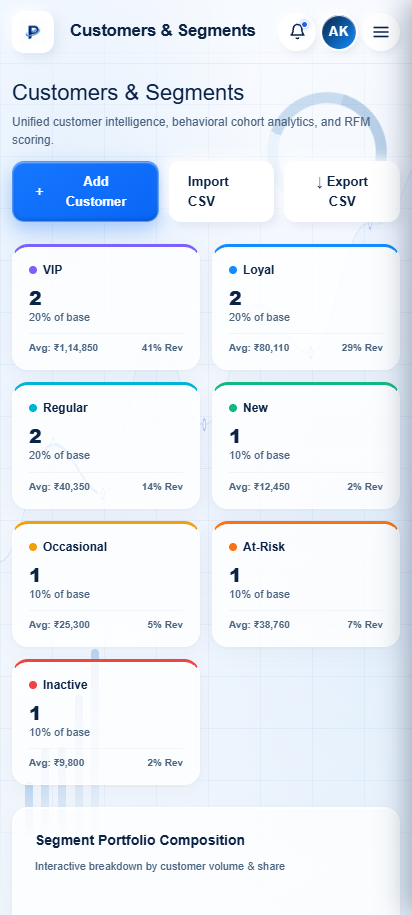 P
Customers & Segments
AK
Customers & Segments
Unified customer intelligence, behavioral cohort analytics, and RFM
scoring.
+ Add
Customer
Import
CSV
↓ Export
CSV
VIP
2
20% of base
Avg: ₹1,14,850 41% Rev
Loyal
2
20% of base
Avg: ₹80,110 29% Rev
Regular
2
20% of base
Avg: ₹40,350 14% Rev
New
1
10% of base
Avg: ₹12,450 2% Rev
Occasional
1
10% of base
Avg: ₹25,300 5% Rev
At-Risk
1
10% of base
Avg: ₹38,760 7% Rev
Inactive
1
10% of base
Avg: ₹9,800 2% Rev
Segment Portfolio Composition
Interactive breakdown by customer volume & share